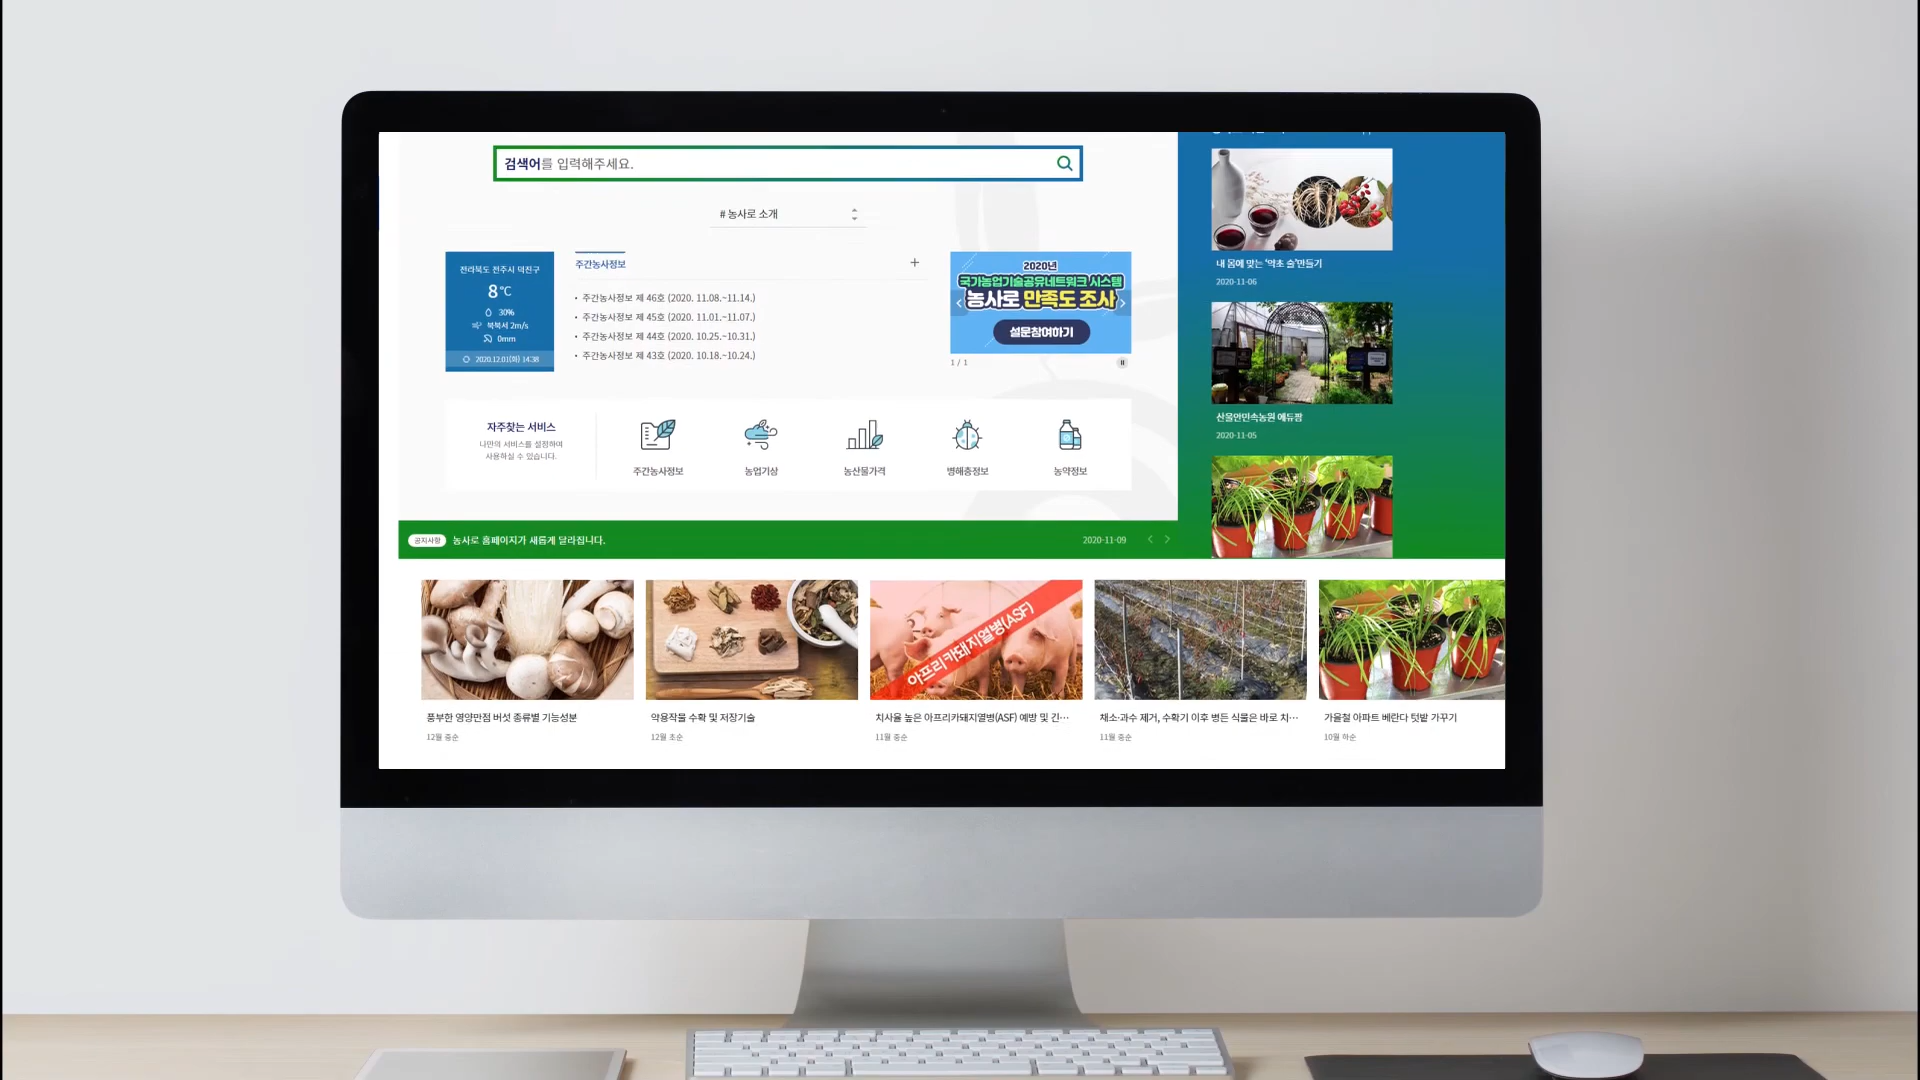 검색어를 입력해주세요.
# 농사로 소개
전라북도 전주시 덕진구
8℃
30%
북북서 2m/s
0mm
2020.12.01(화) 14:38
주간농사정보
• 주간농사정보 제 46호 (2020. 11.08.~11.14.)
• 주간농사정보 제 45호 (2020. 11.01.~11.07.)
• 주간농사정보 제 44호 (2020. 10.25.~10.31.)
• 주간농사정보 제 43호 (2020. 10.18.~10.24.)
2020년
국가농업기술공유네트워크 시스템
농사로 만족도 조사
설문참여하기
1 / 1
자주찾는 서비스
나만의 서비스를 설정하여
사용하실 수 있습니다.
주간농사정보
농업기상
농산물가격
병해충정보
농약정보
공지사항 농사로 홈페이지가 새롭게 달라집니다. 2020-11-09
내 몸에 맞는 '약초 술'만들기
2020-11-06
산울안민속농원 에듀팜
2020-11-05
아프리카돼지열병(ASF)
풍부한 영양만점 버섯 종류별 기능성분
12월 중순
약용작물 수확 및 저장기술
12월 초순
치사율 높은 아프리카돼지열병(ASF) 예방 및 긴…
11월 중순
채소·과수 제거, 수확기 이후 병든 식물은 바로 치…
11월 중순
가을철 아파트 베란다 텃밭 가꾸기
10월 하순